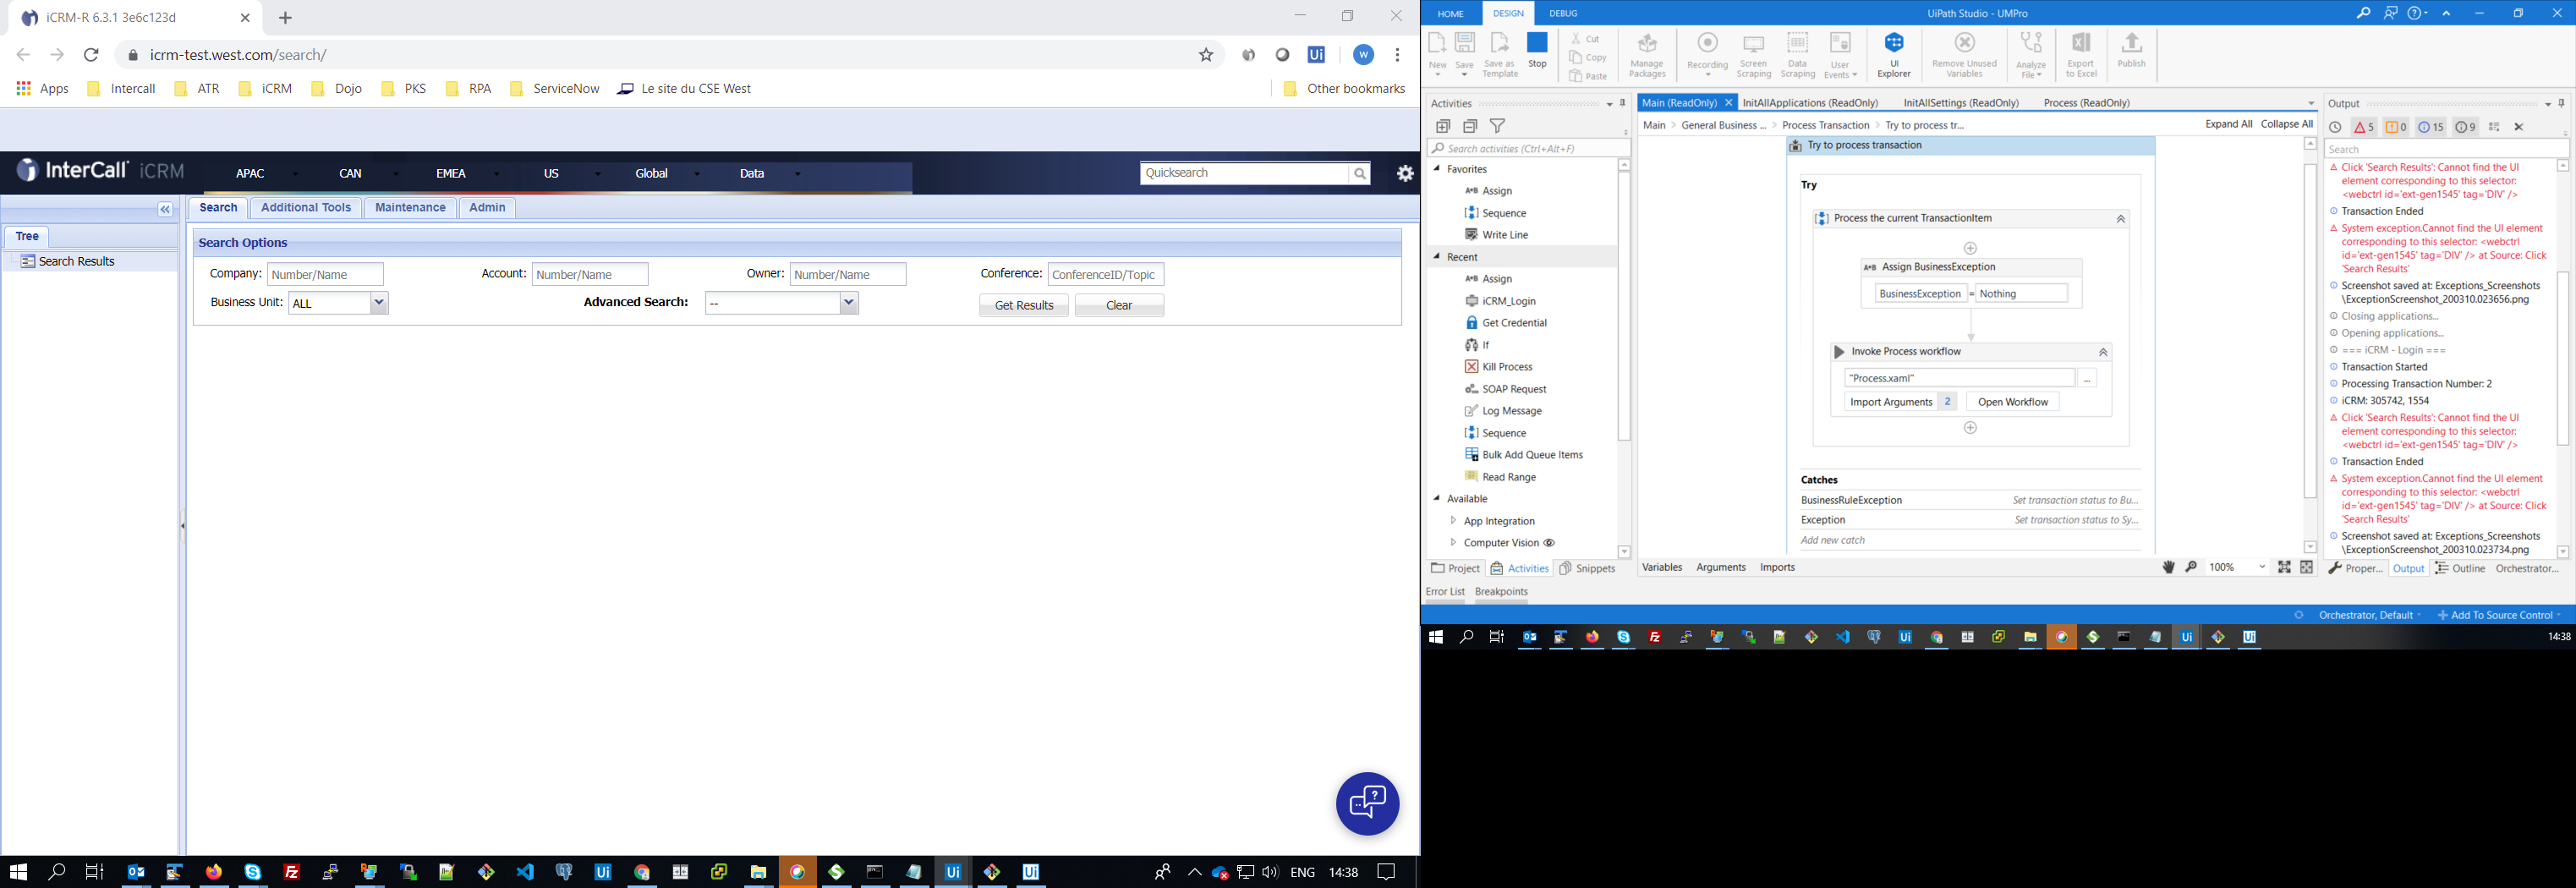 iCRM-R 6.3.1 3e6c123d
icrm-test.west.com/search/
Apps Intercall ATR iCRM Dojo PKS RPA ServiceNow Le site du CSE West Other bookmarks
InterCall iCRM APAC CAN EMEA US Global Data Quicksearch
Search Additional Tools Maintenance Admin
Tree
Search Results
Search Options
Company: Number/Name Account: Number/Name Owner: Number/Name Conference: ConferenceID/Topic
Business Unit: ALL Advanced Search: -- Get Results Clear
ENG 14:38
HOME DESIGN DEBUG UiPath Studio - UMPro
New Save Save as Template Stop Cut Copy Paste Manage Packages Recording Screen Scraping Data Scraping User Events UI Explorer Remove Unused Variables Analyze File Export to Excel Publish
Activities
Search activities (Ctrl+Alt+F)
Favorites
Assign
Sequence
Write Line
Recent
Assign
iCRM_Login
Get Credential
If
Kill Process
SOAP Request
Log Message
Sequence
Bulk Add Queue Items
Read Range
Available
App Integration
Computer Vision
Project Activities Snippets
Error List Breakpoints
Main (ReadOnly) InitAllApplications (ReadOnly) InitAllSettings (ReadOnly) Process (ReadOnly)
Main > General Business ... > Process Transaction > Try to process tr... Expand All Collapse All
Try to process transaction
Try
Process the current TransactionItem
A+B Assign BusinessException
BusinessException = Nothing
Invoke Process workflow
"Process.xaml" ...
Import Arguments 2 Open Workflow
Catches
BusinessRuleException Set transaction status to Bu...
Exception Set transaction status to Sy...
Add new catch
Variables Arguments Imports 100%
Output
5 0 15 9
Search
Click 'Search Results': Cannot find the UI
element corresponding to this selector:
<webctrl id='ext-gen1545' tag='DIV' />
Transaction Ended
System exception.Cannot find the UI element
corresponding to this selector: <webctrl
id='ext-gen1545' tag='DIV' /> at Source: Click
'Search Results'
Screenshot saved at: Exceptions_Screenshots
\ExceptionScreenshot_200310.023656.png
Closing applications...
Opening applications...
=== iCRM - Login ===
Transaction Started
Processing Transaction Number: 2
iCRM: 305742, 1554
Click 'Search Results': Cannot find the UI
element corresponding to this selector:
<webctrl id='ext-gen1545' tag='DIV' />
Transaction Ended
System exception.Cannot find the UI element
corresponding to this selector: <webctrl
id='ext-gen1545' tag='DIV' /> at Source: Click
'Search Results'
Screenshot saved at: Exceptions_Screenshots
\ExceptionScreenshot_200310.023734.png
Proper... Output Outline Orchestrator...
Orchestrator, Default Add To Source Control
14:38